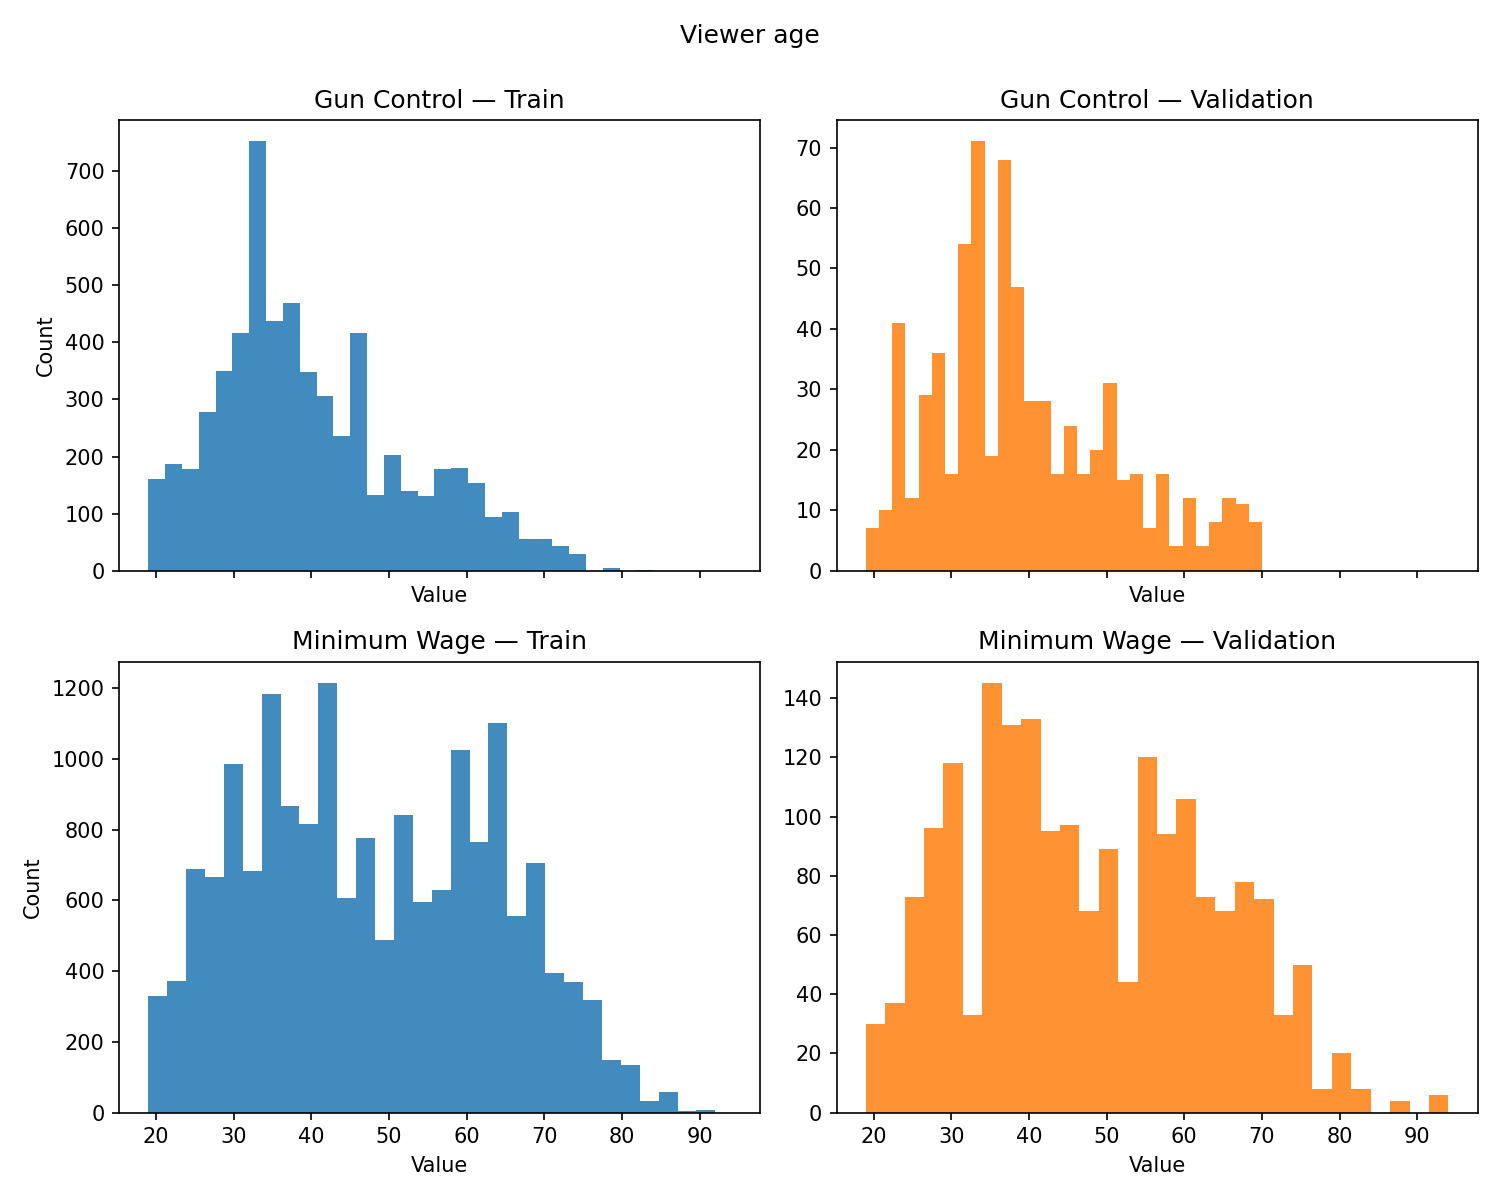 Viewer age
Gun Control — Train
Gun Control — Validation
700
600
500
400
300
200
100
0
Count
Value
70
60
50
40
30
20
10
0
Value
Minimum Wage — Train
Minimum Wage — Validation
1200
1000
800
600
400
200
0
Count
20 30 40 50 60 70 80 90
Value
140
120
100
80
60
40
20
0
20 30 40 50 60 70 80 90
Value